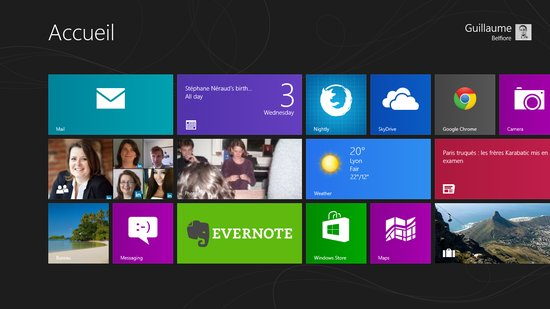 Accueil
Guillaume
Belfiore
Mail
Stéphane Néraud's birth...
All day
3
Wednesday
Nightly
SkyDrive
Google Chrome
Camera
Photos
20°
Lyon
Fair
22°/12°
Weather
Paris truqués : les frères Karabatic mis en
examen
Bureau
;-)
Messaging
EVERNOTE
Windows Store
Maps